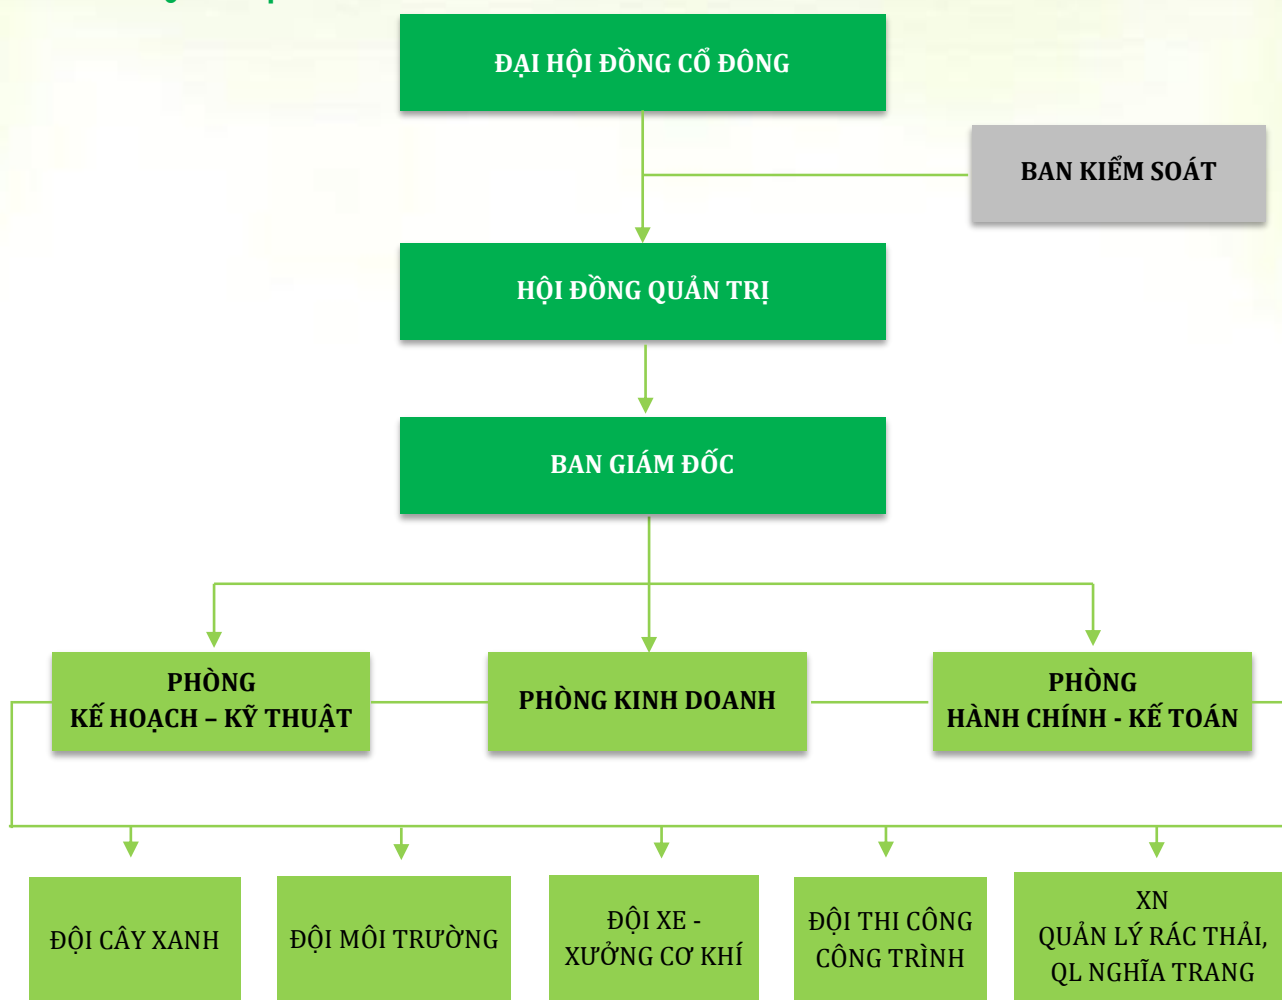 ĐẠI HỘI ĐỒNG CỔ ĐÔNG
BAN KIỂM SOÁT
HỘI ĐỒNG QUẢN TRỊ
BAN GIÁM ĐỐC
PHÒNG
KẾ HOẠCH – KỸ THUẬT
PHÒNG KINH DOANH
PHÒNG
HÀNH CHÍNH - KẾ TOÁN
ĐỘI CÂY XANH
ĐỘI MÔI TRƯỜNG
ĐỘI XE -
XƯỞNG CƠ KHÍ
ĐỘI THI CÔNG
CÔNG TRÌNH
XN
QUẢN LÝ RÁC THẢI,
QL NGHĨA TRANG